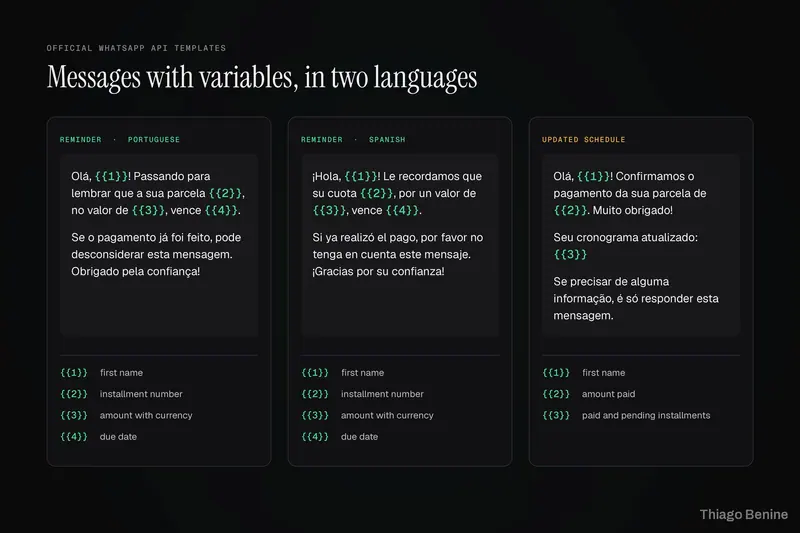 OFFICIAL WHATSAPP API TEMPLATES
Messages with variables, in two languages
REMINDER · PORTUGUESE
Olá, {{1}}! Passando para
lembrar que a sua parcela {{2}},
no valor de {{3}}, vence {{4}}.
Se o pagamento já foi feito, pode
desconsiderar esta mensagem.
Obrigado pela confiança!
{{1}} first name
{{2}} installment number
{{3}} amount with currency
{{4}} due date
REMINDER · SPANISH
¡Hola, {{1}}! Le recordamos que
su cuota {{2}}, por un valor de
{{3}}, vence {{4}}.
Si ya realizó el pago, por favor no
tenga en cuenta este mensaje.
¡Gracias por su confianza!
{{1}} first name
{{2}} installment number
{{3}} amount with currency
{{4}} due date
UPDATED SCHEDULE
Olá, {{1}}! Confirmamos o
pagamento da sua parcela de
{{2}}. Muito obrigado!
Seu cronograma atualizado:
{{3}}
Se precisar de alguma
informação, é só responder esta
mensagem.
{{1}} first name
{{2}} amount paid
{{3}} paid and pending installments
Thiago Benine